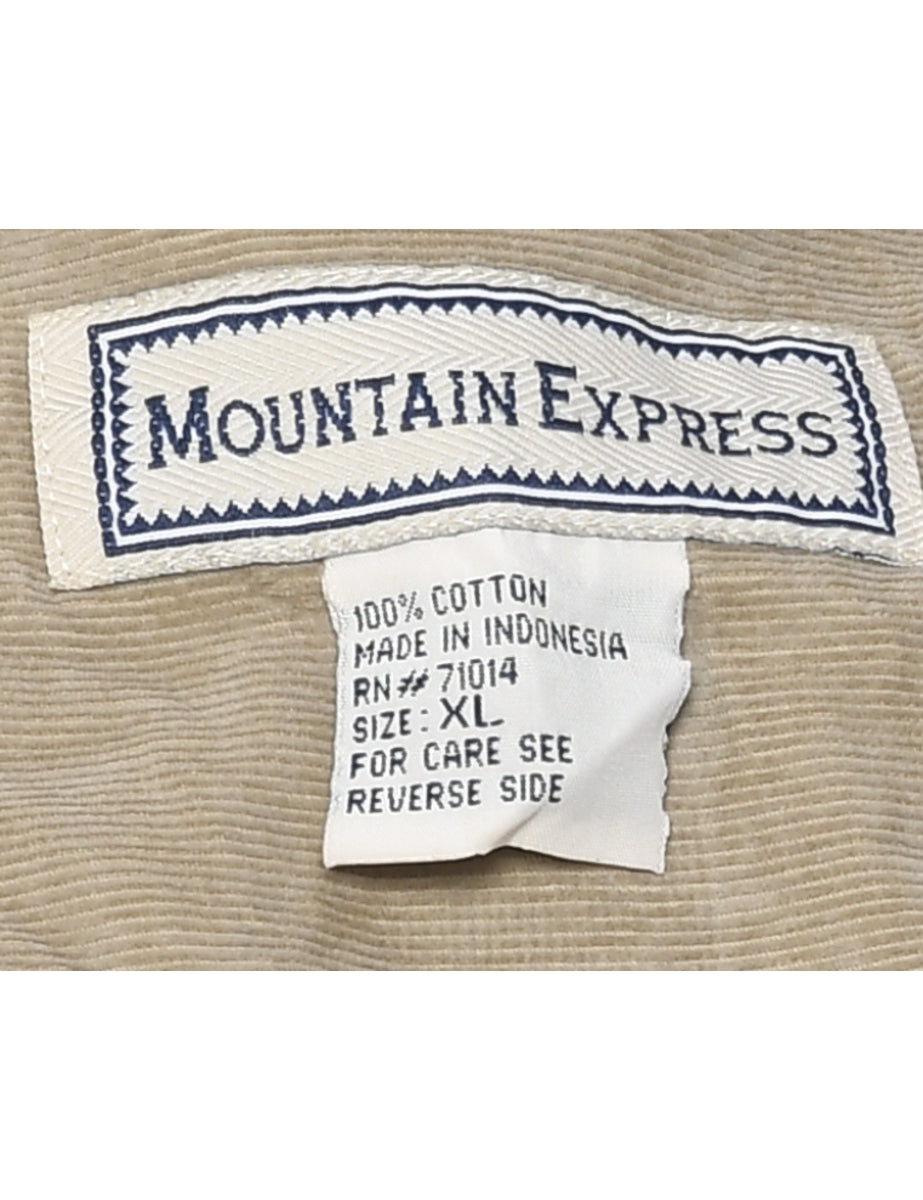 MOUNTAIN EXPRESS
100% COTTON
MADE IN INDONESIA
RN# 71014
SIZE: XL
FOR CARE SEE
REVERSE SIDE